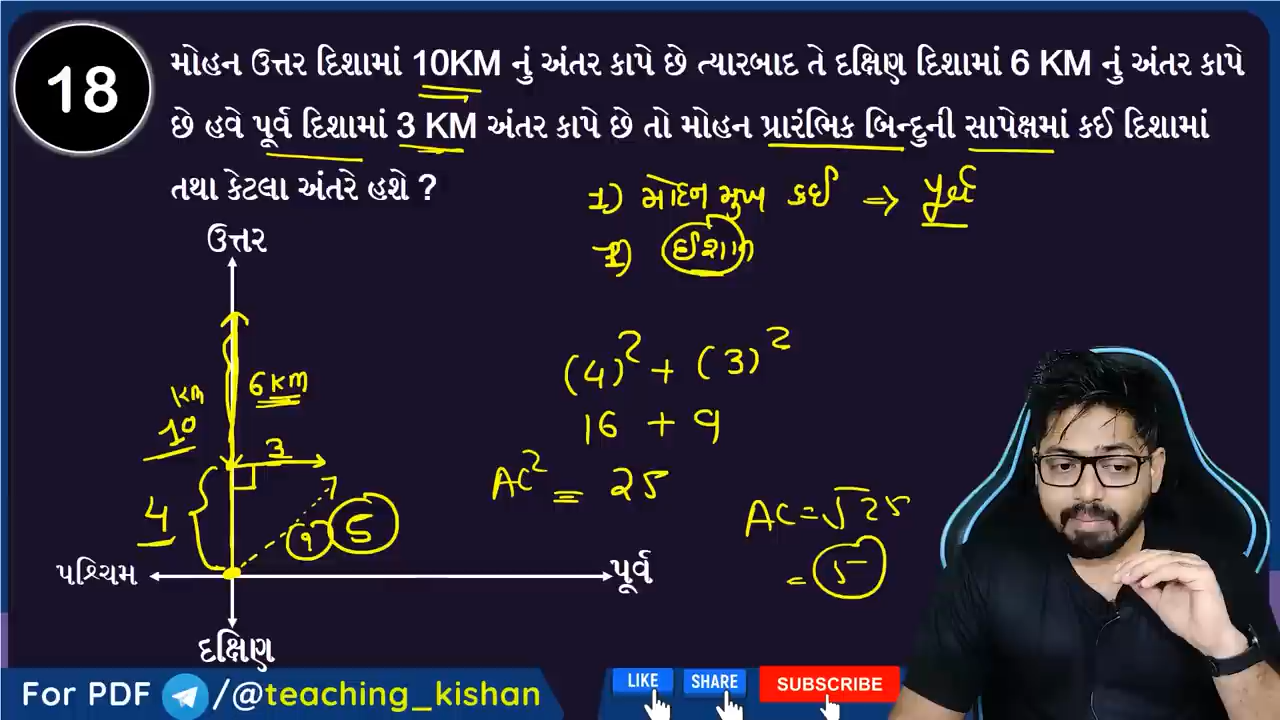 18
મોહન ઉત્તર દિશામાં 10KM નું અંતર કાપે છે ત્યારબાદ તે દક્ષિણ દિશામાં 6 KM નું અંતર કાપે
છે હવે પૂર્વ દિશામાં 3 KM અંતર કાપે છે તો મોહન પ્રારંભિક બિન્દુની સાપેક્ષમાં કઈ દિશામાં
તથા કેટલા અંતરે હશે ?
1) મોહન મુખ કઈ ⇒ પૂર્વ
2) ઈશાન
ઉત્તર
(4)² + (3)²
km
10
6 km
16 + 9
3
AC² = 25
4
5
AC = √25
= 5
પશ્ચિમ
પૂર્વ
દક્ષિણ
For PDF /@teaching_kishan
LIKE
SHARE
SUBSCRIBE